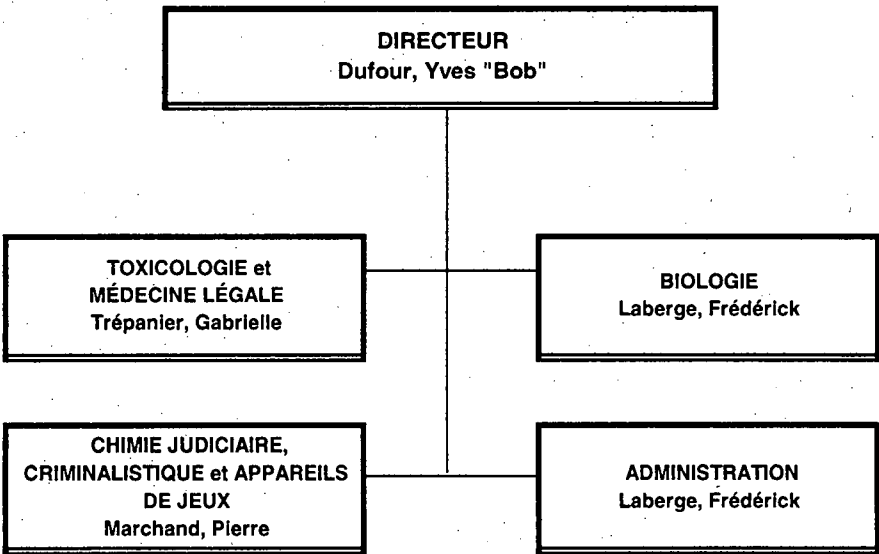 DIRECTEUR
Dufour, Yves "Bob"
TOXICOLOGIE et
MÉDECINE LÉGALE
Trépanier, Gabrielle
BIOLOGIE
Laberge, Frédérick
CHIMIE JUDICIAIRE,
CRIMINALISTIQUE et APPAREILS
DE JEUX
Marchand, Pierre
ADMINISTRATION
Laberge, Frédérick